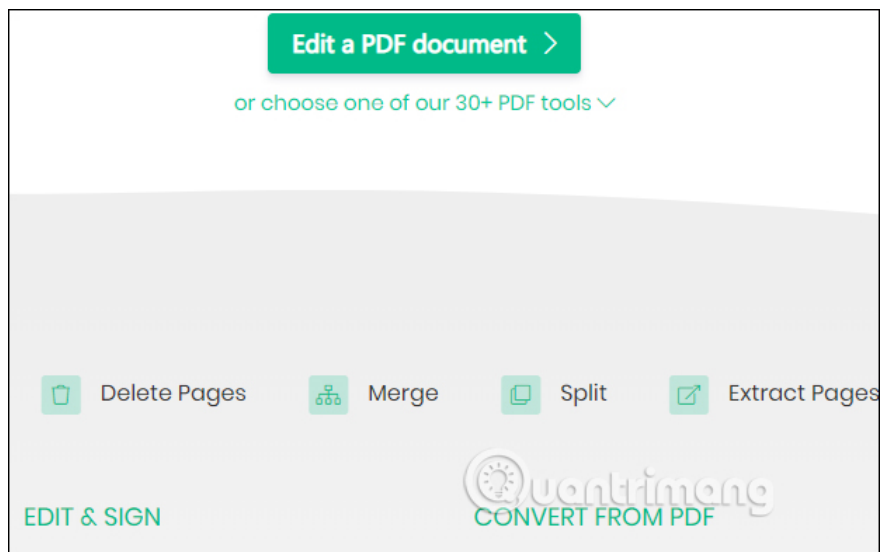 Edit a PDF document
or choose one of our 30+ PDF tools
Delete Pages Merge Split Extract Pages
Quantrimang
EDIT & SIGN CONVERT FROM PDF